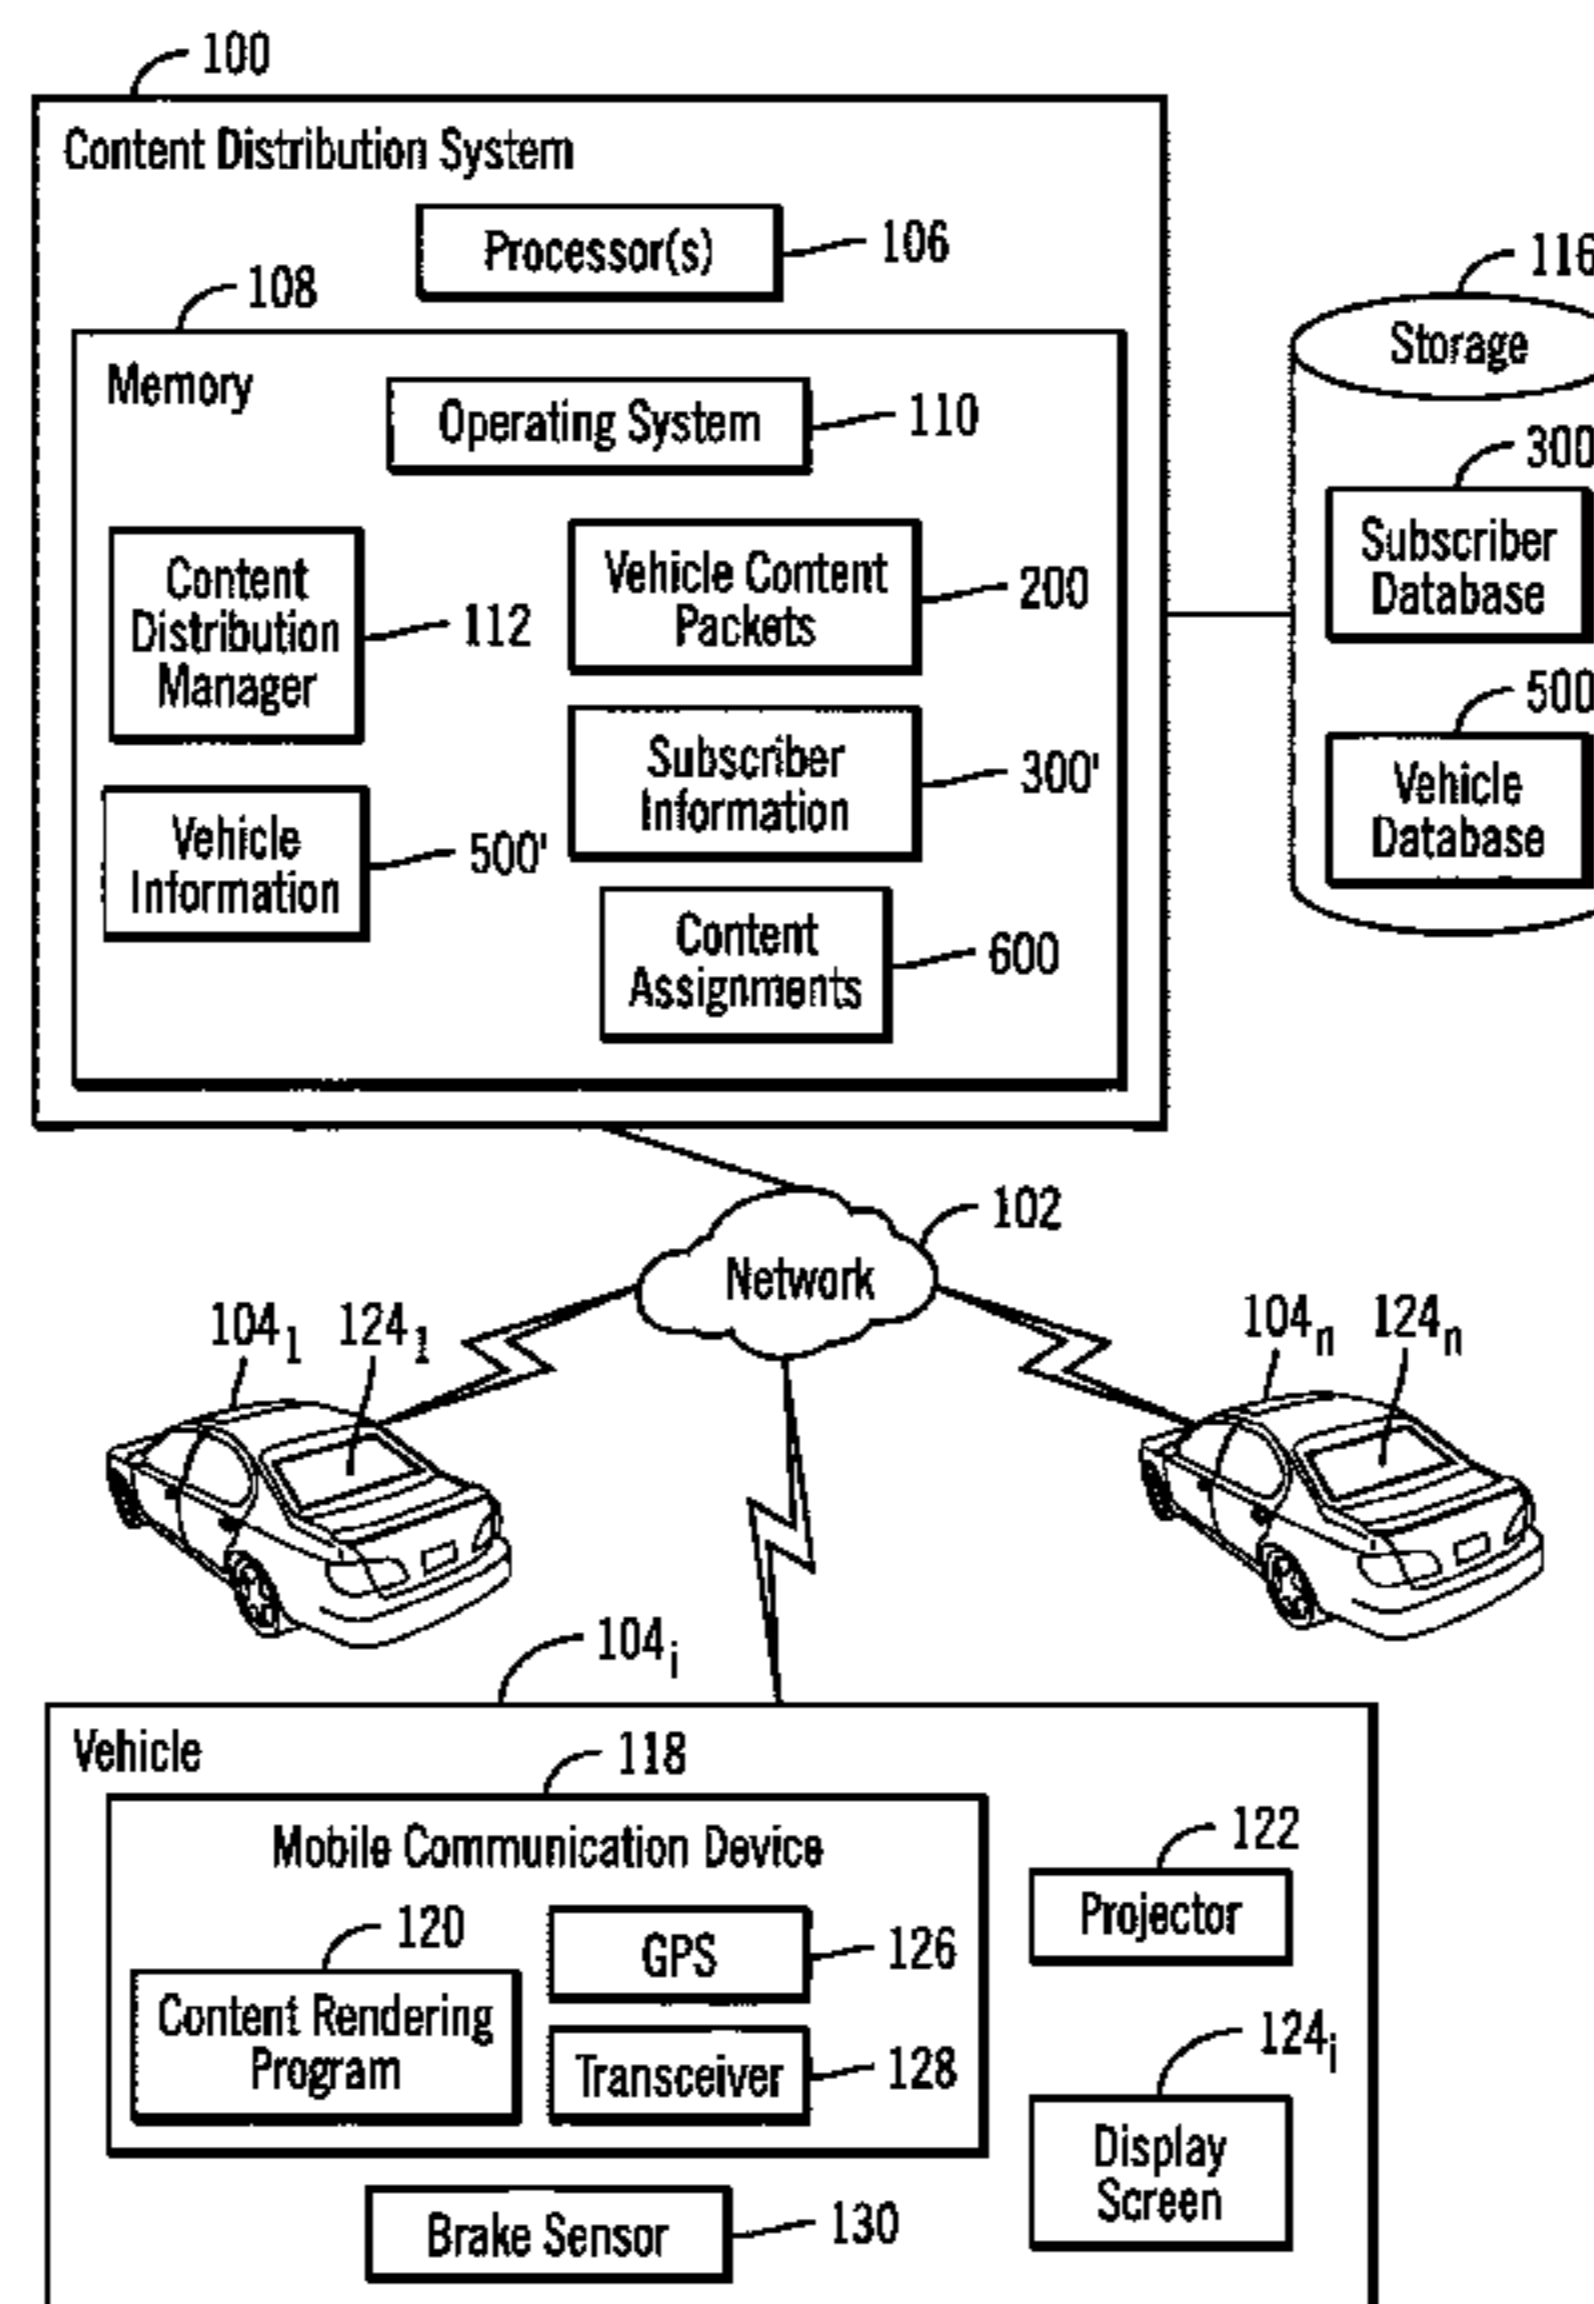 100
Content Distribution System
Processor(s)
106
108
Memory
Operating System
110
Content
Distribution
Manager
112
Vehicle Content
Packets
200
Subscriber
Information
300'
Vehicle
Information
500'
Content
Assignments
600
116
Storage
300
Subscriber
Database
500
Vehicle
Database
102
Network
104₁
124₁
104ₙ
124ₙ
104ᵢ
Vehicle
118
Mobile Communication Device
120
Content Rendering
Program
GPS
126
Transceiver
128
122
Projector
124ᵢ
Display
Screen
Brake Sensor
130